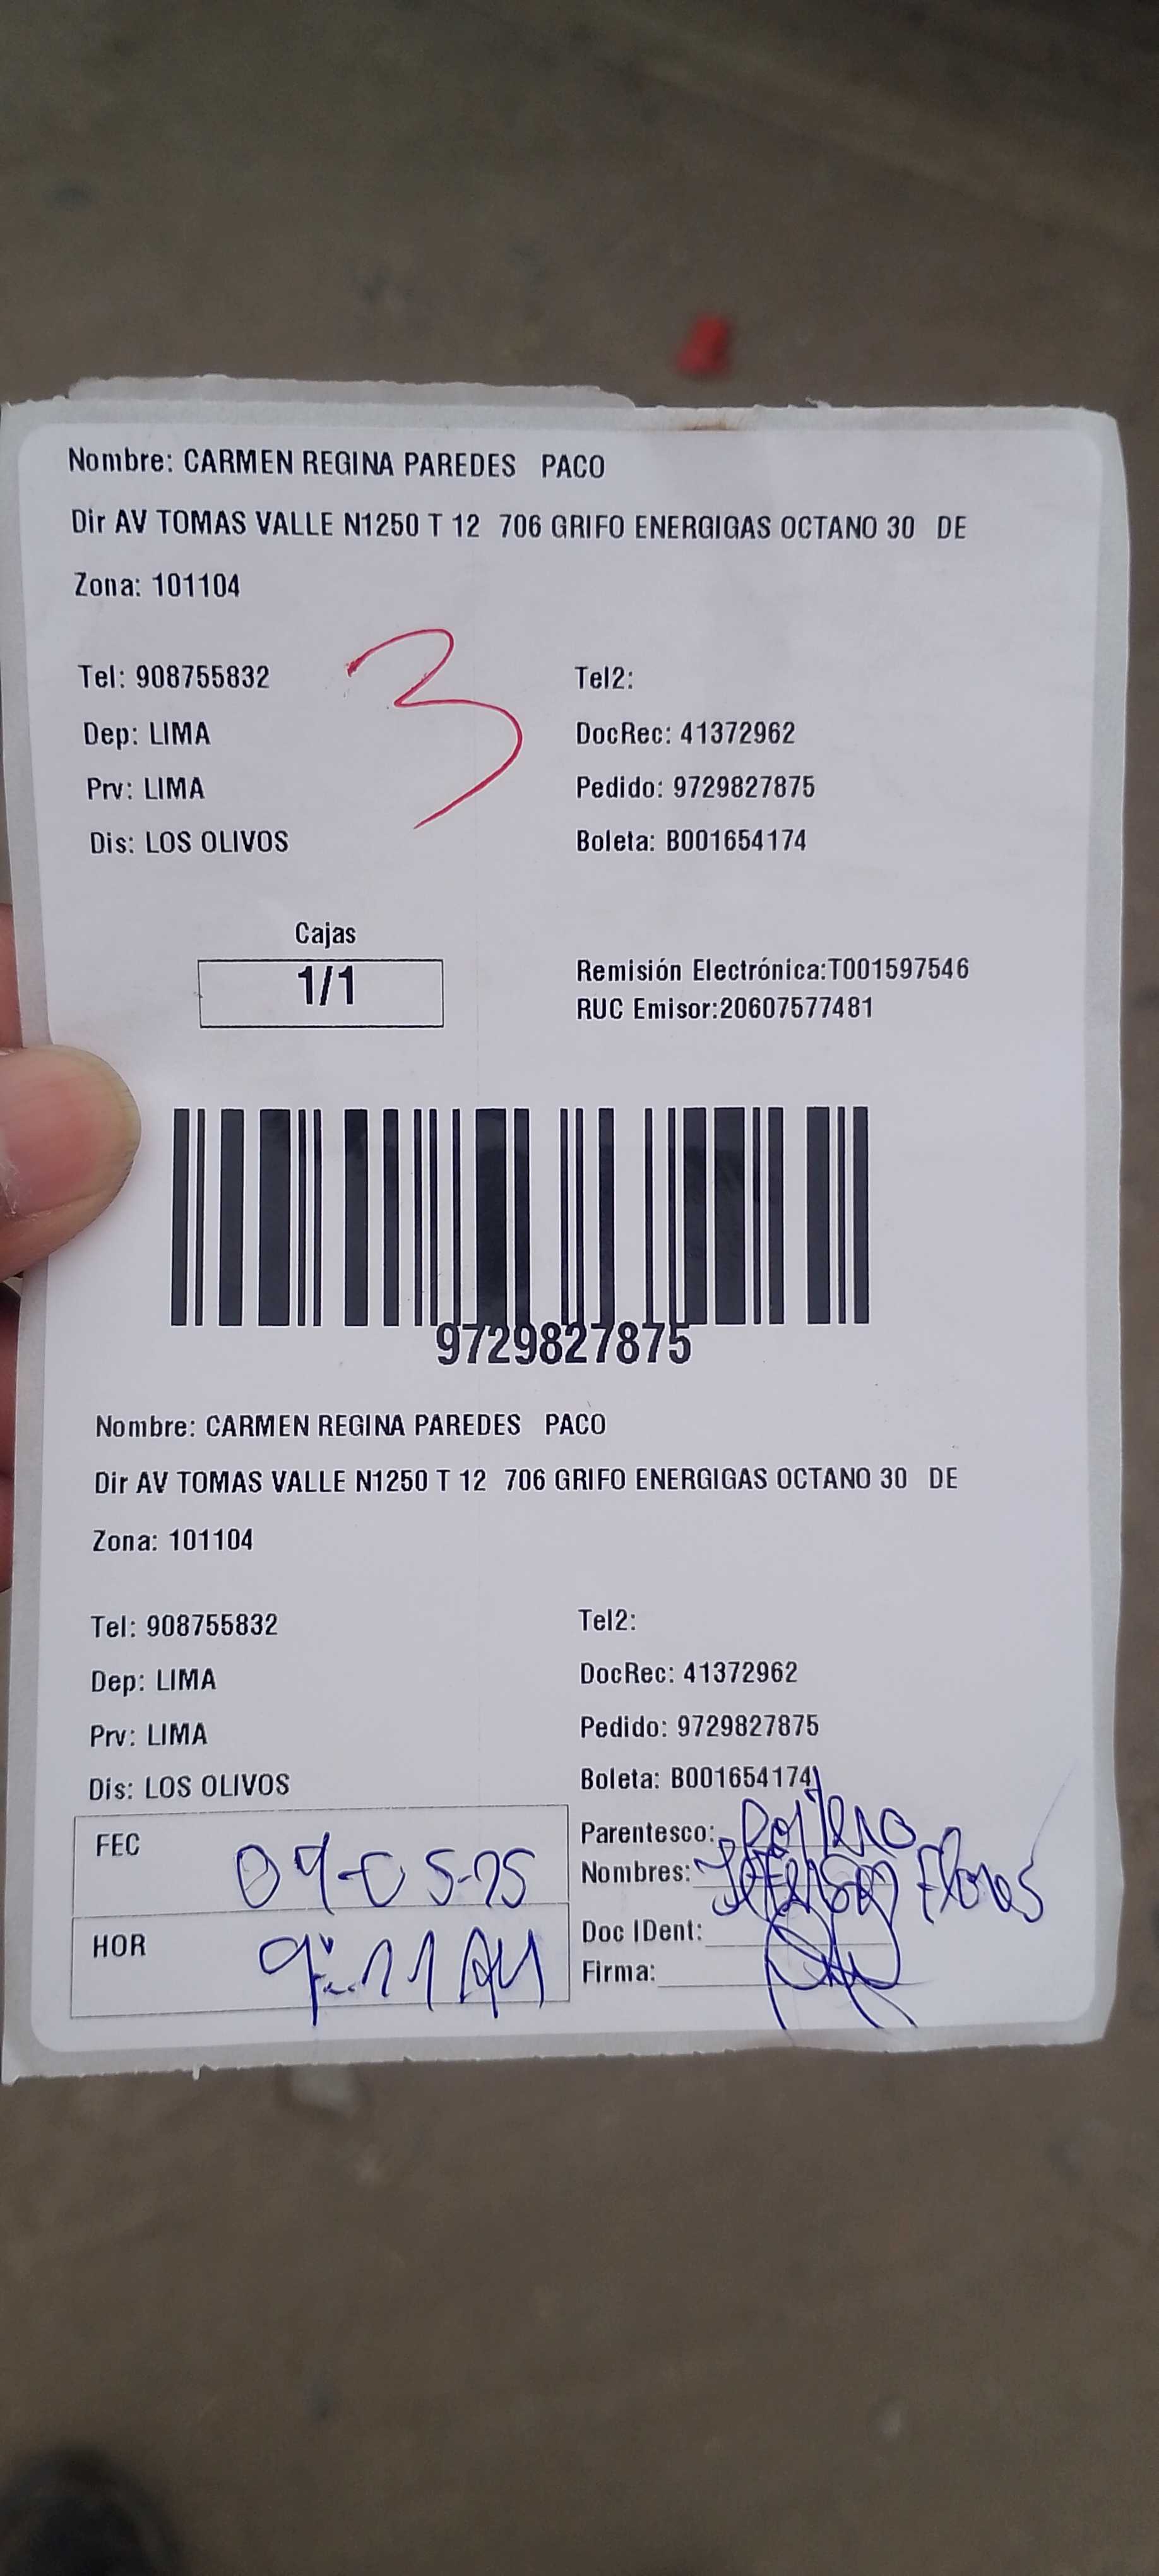 Nombre: CARMEN REGINA PAREDES PACO
Dir AV TOMAS VALLE N1250 T 12 706 GRIFO ENERGIGAS OCTANO 30 DE
Zona: 101104
3
Tel: 908755832 Tel2:
Dep: LIMA DocRec: 41372962
Prv: LIMA Pedido: 9729827875
Dis: LOS OLIVOS Boleta: B001654174
Cajas
1/1
Remisión Electrónica:T001597546
RUC Emisor:20607577481
9729827875
Nombre: CARMEN REGINA PAREDES PACO
Dir AV TOMAS VALLE N1250 T 12 706 GRIFO ENERGIGAS OCTANO 30 DE
Zona: 101104
Tel: 908755832 Tel2:
Dep: LIMA DocRec: 41372962
Prv: LIMA Pedido: 9729827875
Dis: LOS OLIVOS Boleta: B001654174
FEC
HOR 9:11 AM
Parentesco: Portero
Nombres: Jefferson Flores
Doc IDent:
Firma: